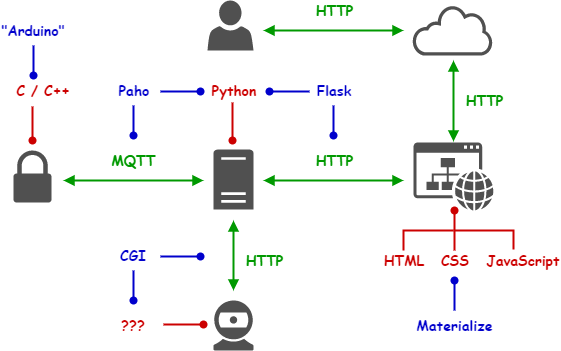 HTTP
"Arduino"
C / C++
Paho
Python
Flask
HTTP
MQTT
HTTP
CGI
HTTP
HTML
CSS
JavaScript
???
Materialize